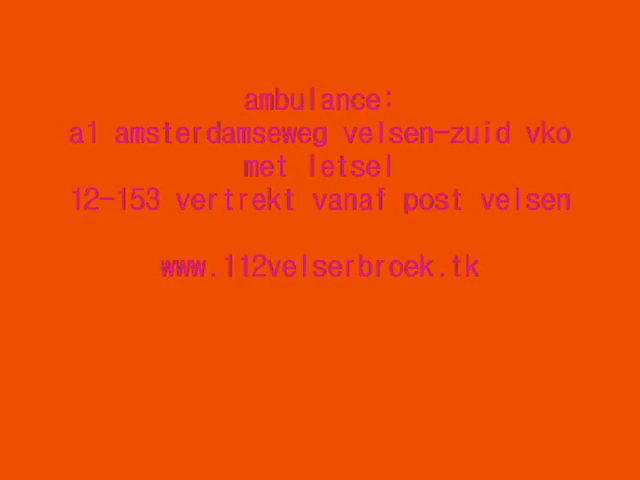 ambulance:
a1 amsterdamseweg velsen-zuid vko
met letsel
12-153 vertrekt vanaf post velsen
www.112velserbroek.tk